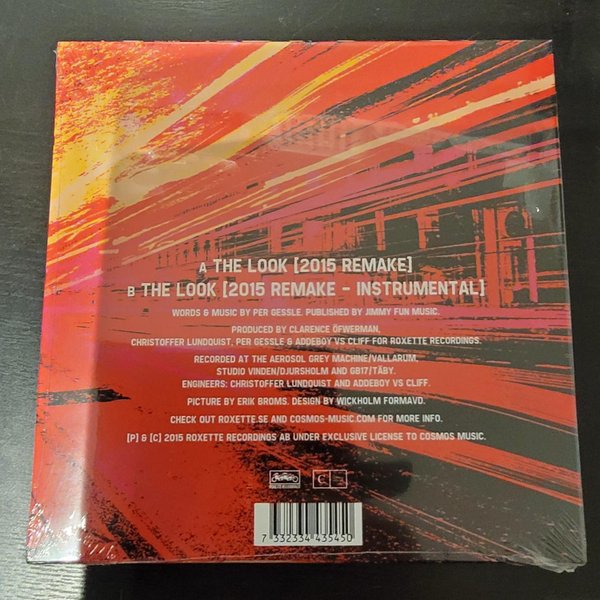 A THE LOOK [2015 REMAKE]
B THE LOOK [2015 REMAKE - INSTRUMENTAL]
WORDS & MUSIC BY PER GESSLE. PUBLISHED BY JIMMY FUN MUSIC.
PRODUCED BY CLARENCE ÖFWERMAN,
CHRISTOFFER LUNDQUIST, PER GESSLE & ADDEBOY VS CLIFF FOR ROXETTE RECORDINGS.
RECORDED AT THE AEROSOL GREY MACHINE/VALLARUM,
STUDIO VINDEN/DJURSHOLM AND GB17/TÄBY.
ENGINEERS: CHRISTOFFER LUNDQUIST AND ADDEBOY VS CLIFF.
PICTURE BY ERIK BROMS. DESIGN BY WICKHOLM FORMAVD.
CHECK OUT ROXETTE.SE AND COSMOS-MUSIC.COM FOR MORE INFO.
[P] & [C] 2015 ROXETTE RECORDINGS AB UNDER EXCLUSIVE LICENSE TO COSMOS MUSIC.
C
7 332334 435450